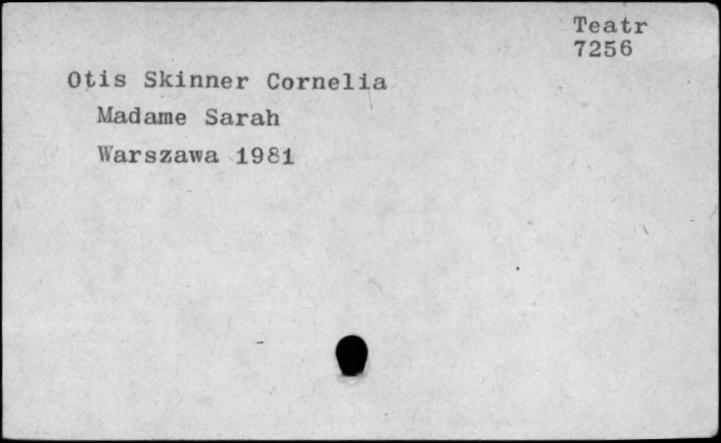 Teatr
7256
Otis Skinner Cornelia
Madame Sarah
Warszawa 1981